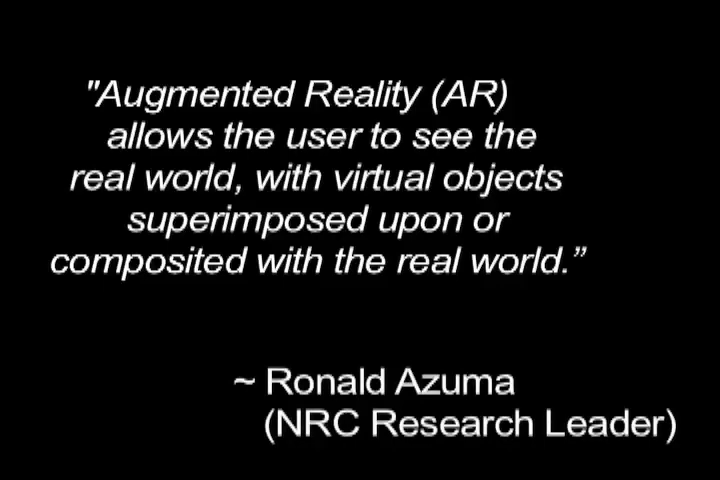 "Augmented Reality (AR)
allows the user to see the
real world, with virtual objects
superimposed upon or
composited with the real world.”
~ Ronald Azuma
(NRC Research Leader)